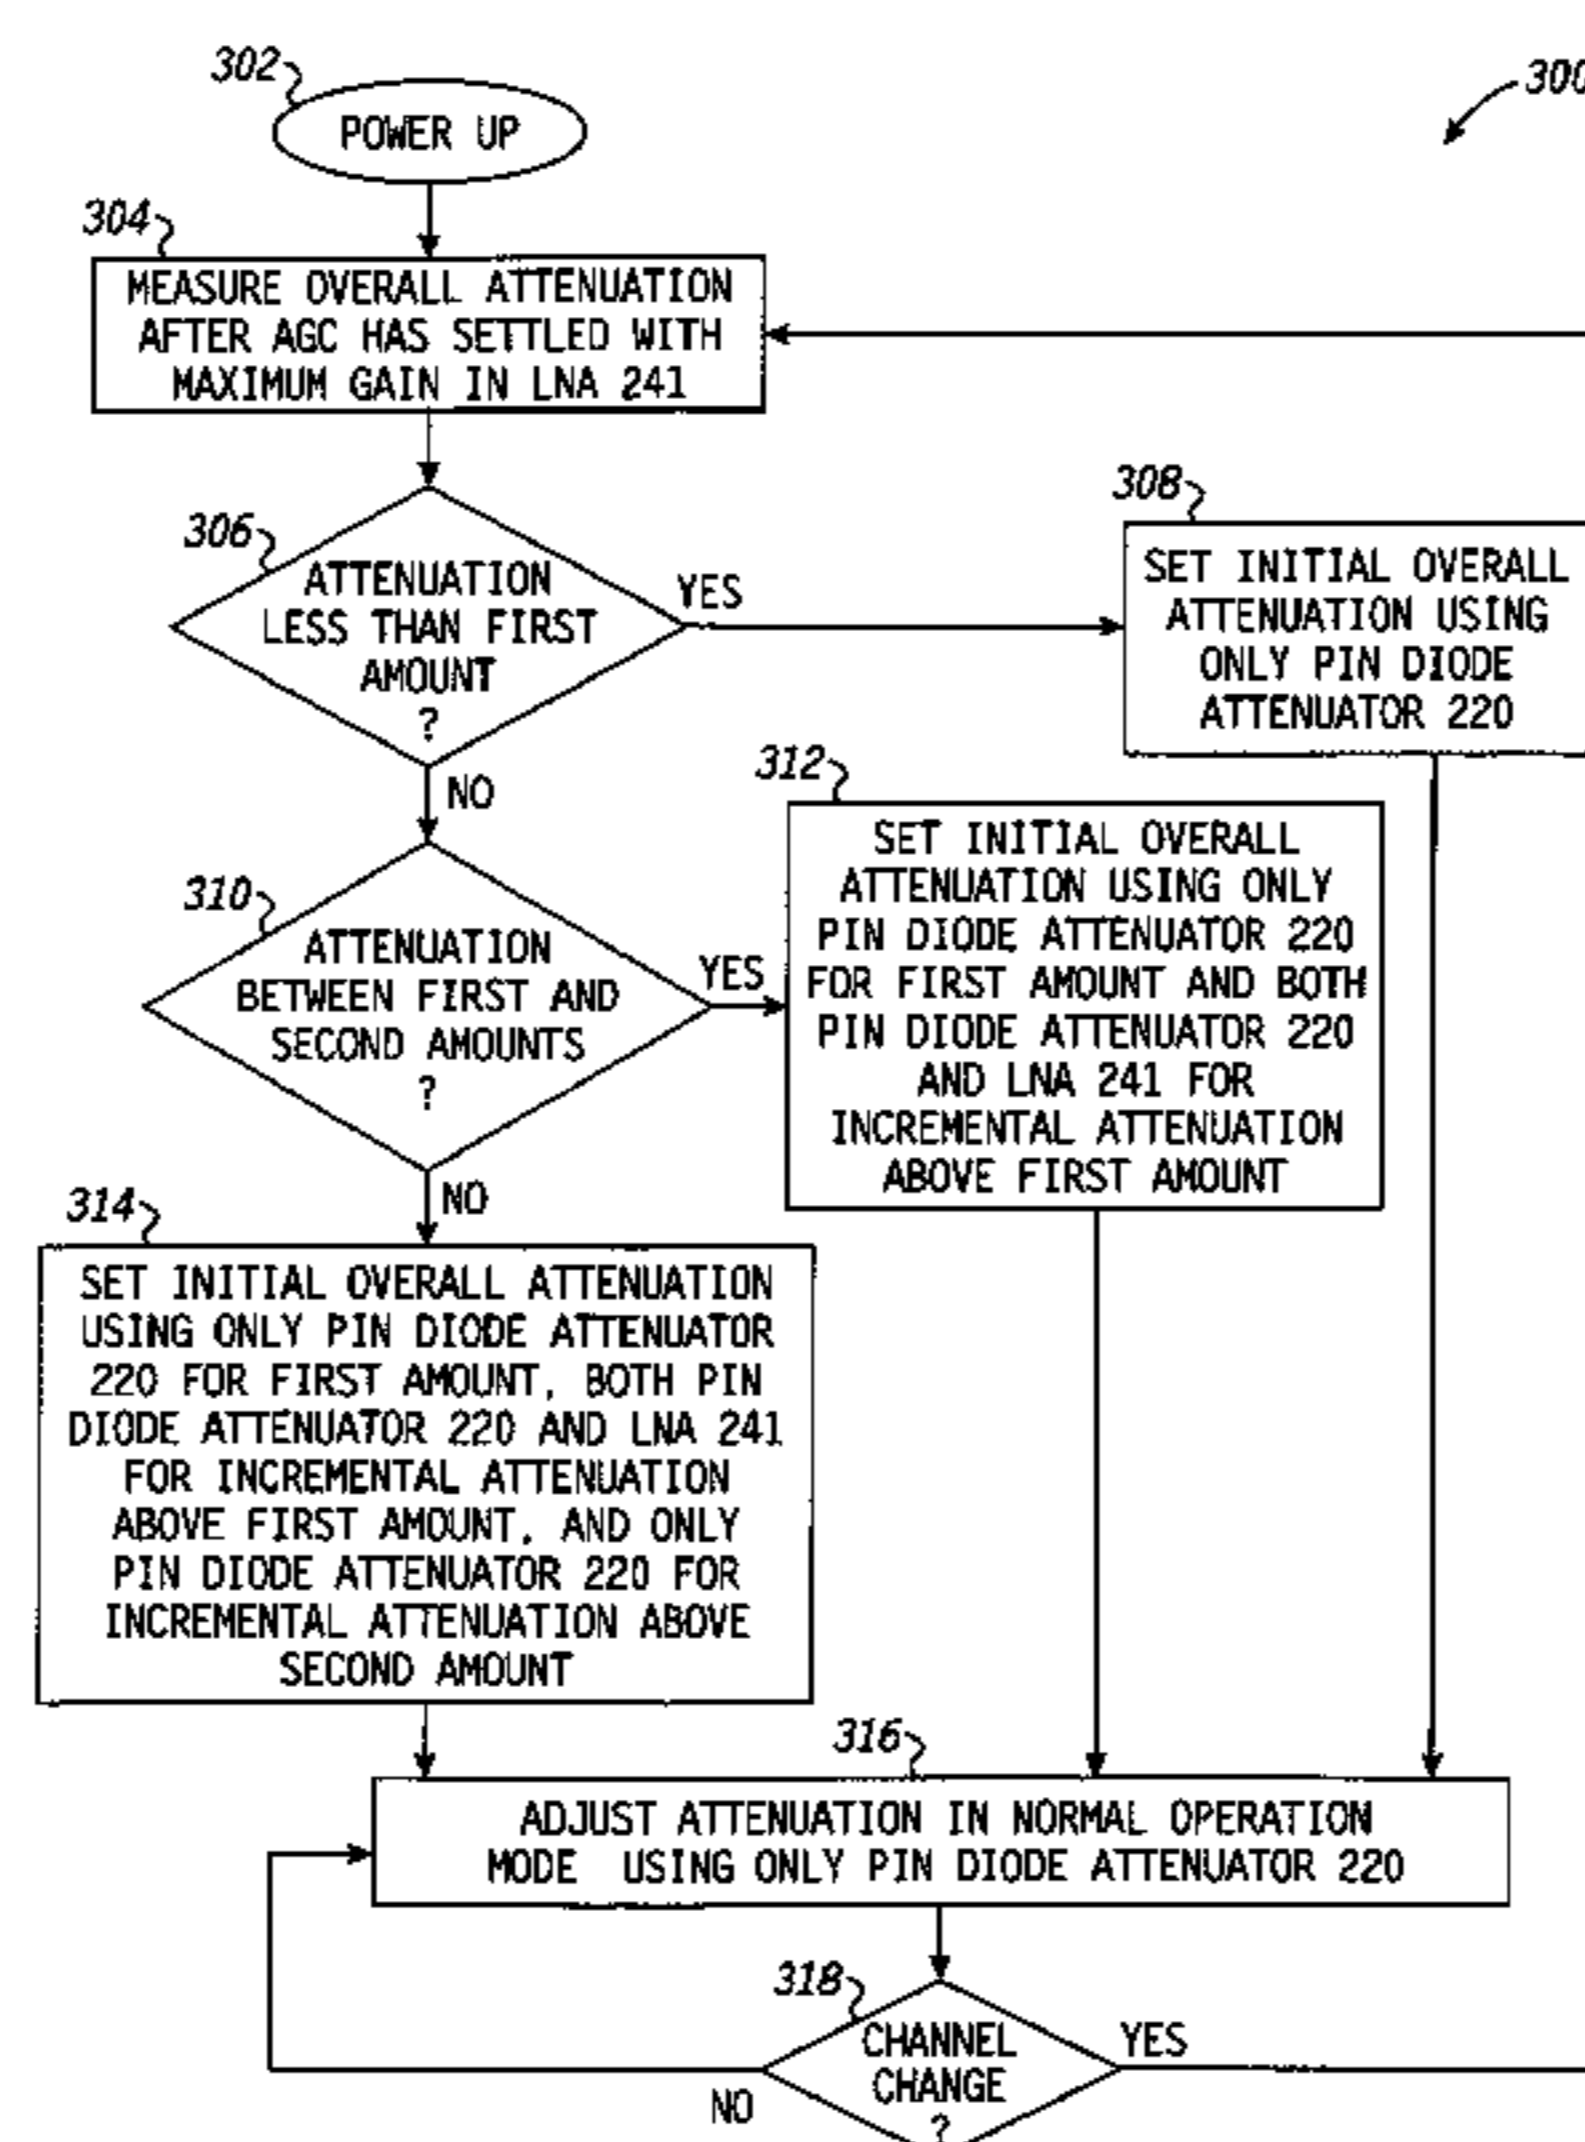 302
POWER UP
300
304
MEASURE OVERALL ATTENUATION
AFTER AGC HAS SETTLED WITH
MAXIMUM GAIN IN LNA 241
306
ATTENUATION
LESS THAN FIRST
AMOUNT
?
YES
NO
308
SET INITIAL OVERALL
ATTENUATION USING
ONLY PIN DIODE
ATTENUATOR 220
310
ATTENUATION
BETWEEN FIRST AND
SECOND AMOUNTS
?
YES
NO
312
SET INITIAL OVERALL
ATTENUATION USING ONLY
PIN DIODE ATTENUATOR 220
FOR FIRST AMOUNT AND BOTH
PIN DIODE ATTENUATOR 220
AND LNA 241 FOR
INCREMENTAL ATTENUATION
ABOVE FIRST AMOUNT
314
SET INITIAL OVERALL ATTENUATION
USING ONLY PIN DIODE ATTENUATOR
220 FOR FIRST AMOUNT, BOTH PIN
DIODE ATTENUATOR 220 AND LNA 241
FOR INCREMENTAL ATTENUATION
ABOVE FIRST AMOUNT, AND ONLY
PIN DIODE ATTENUATOR 220 FOR
INCREMENTAL ATTENUATION ABOVE
SECOND AMOUNT
316
ADJUST ATTENUATION IN NORMAL OPERATION
MODE USING ONLY PIN DIODE ATTENUATOR 220
318
CHANNEL
CHANGE
?
YES
NO